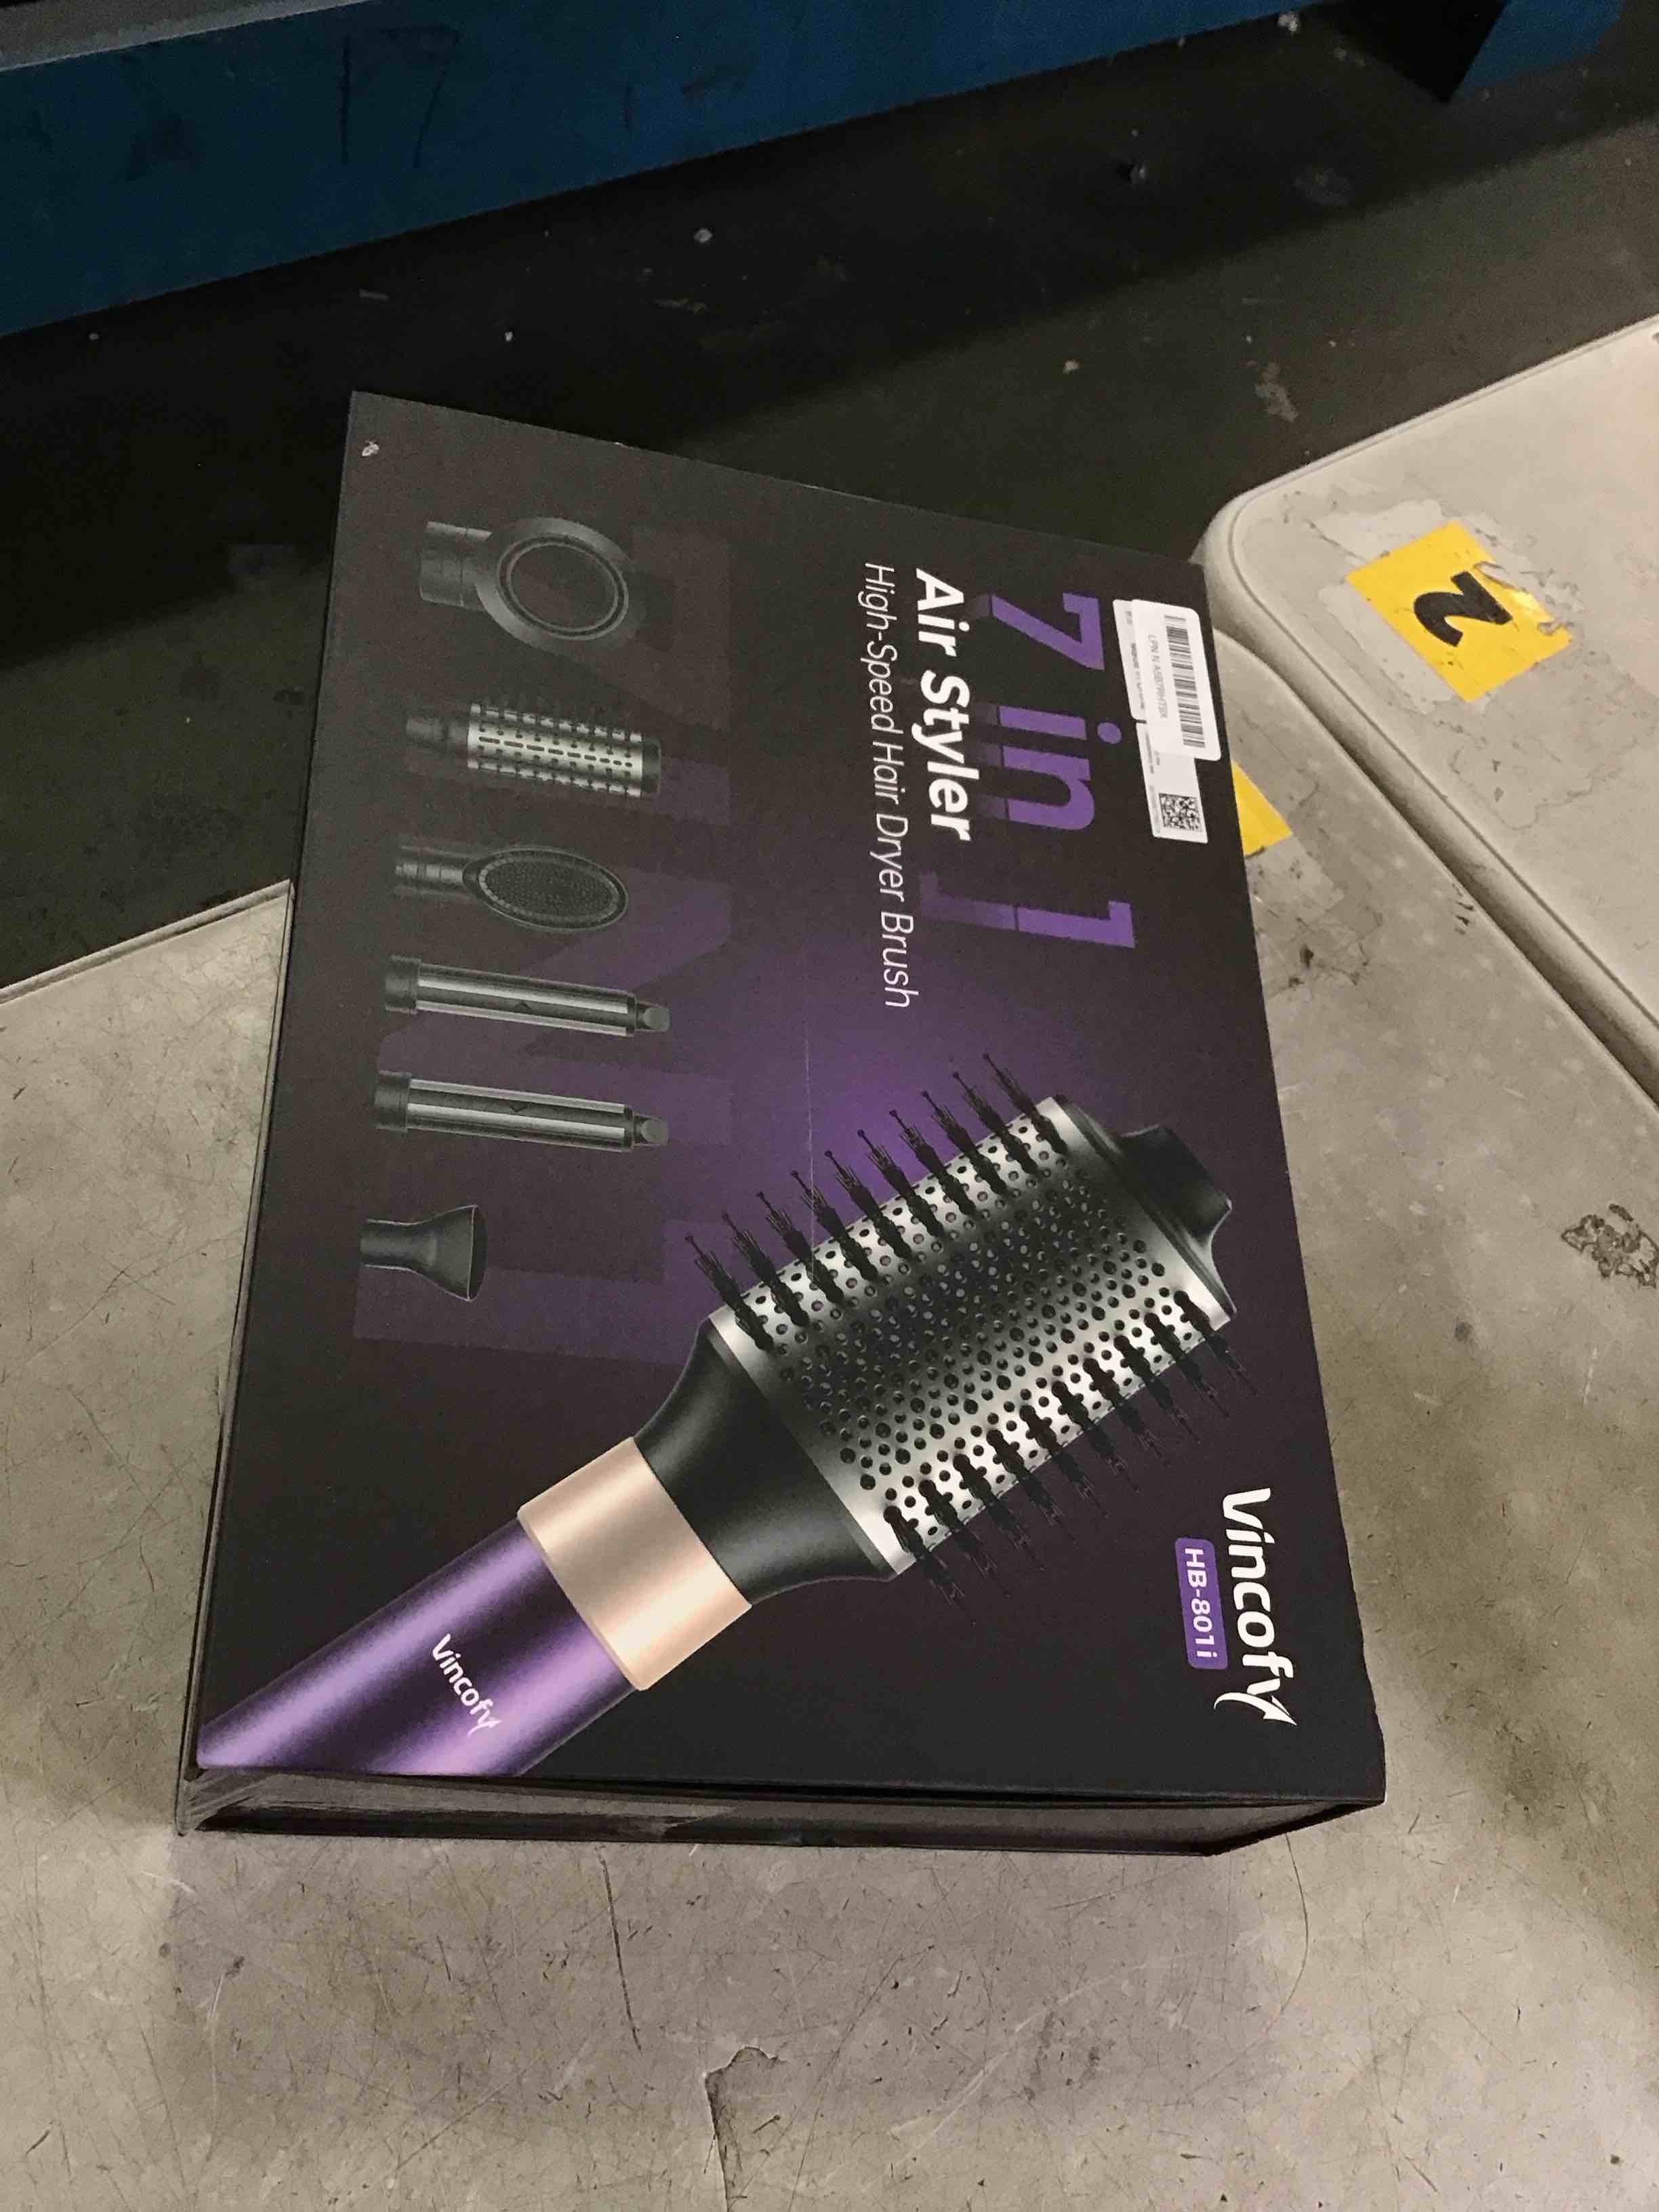 7 in 1
Air Styler
High-Speed Hair Dryer Brush
Vincofy
HB-801i
Vincofy
2